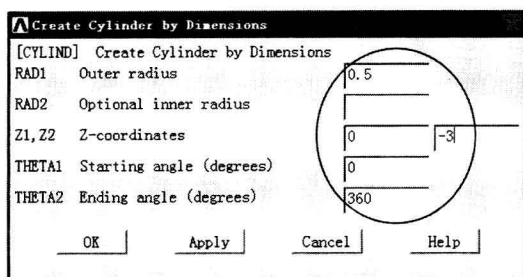 Create Cylinder by Dimensions
[CYLIND] Create Cylinder by Dimensions
RAD1 Outer radius 0.5
RAD2 Optional inner radius
Z1,Z2 Z-coordinates 0 -3
THETA1 Starting angle (degrees) 0
THETA2 Ending angle (degrees) 360
OK Apply Cancel Help